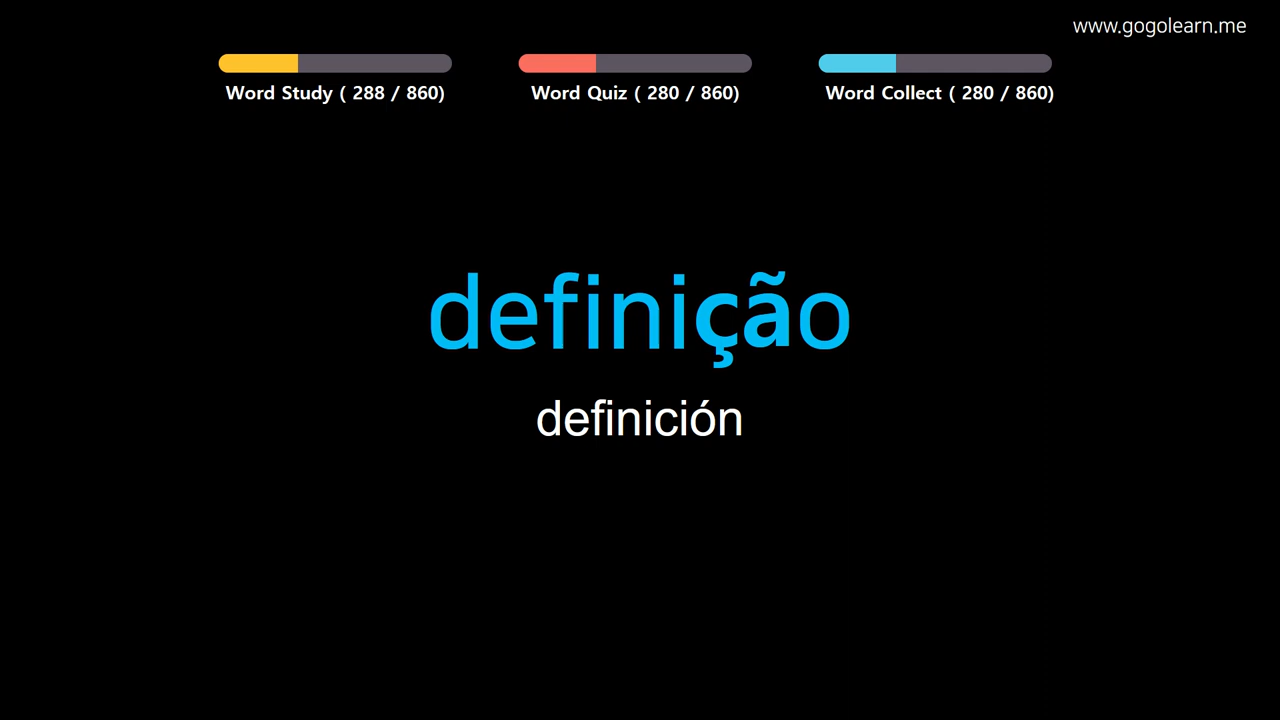 www.gogolearn.me
Word Study ( 288 / 860)
Word Quiz ( 280 / 860)
Word Collect ( 280 / 860)
definição
definición